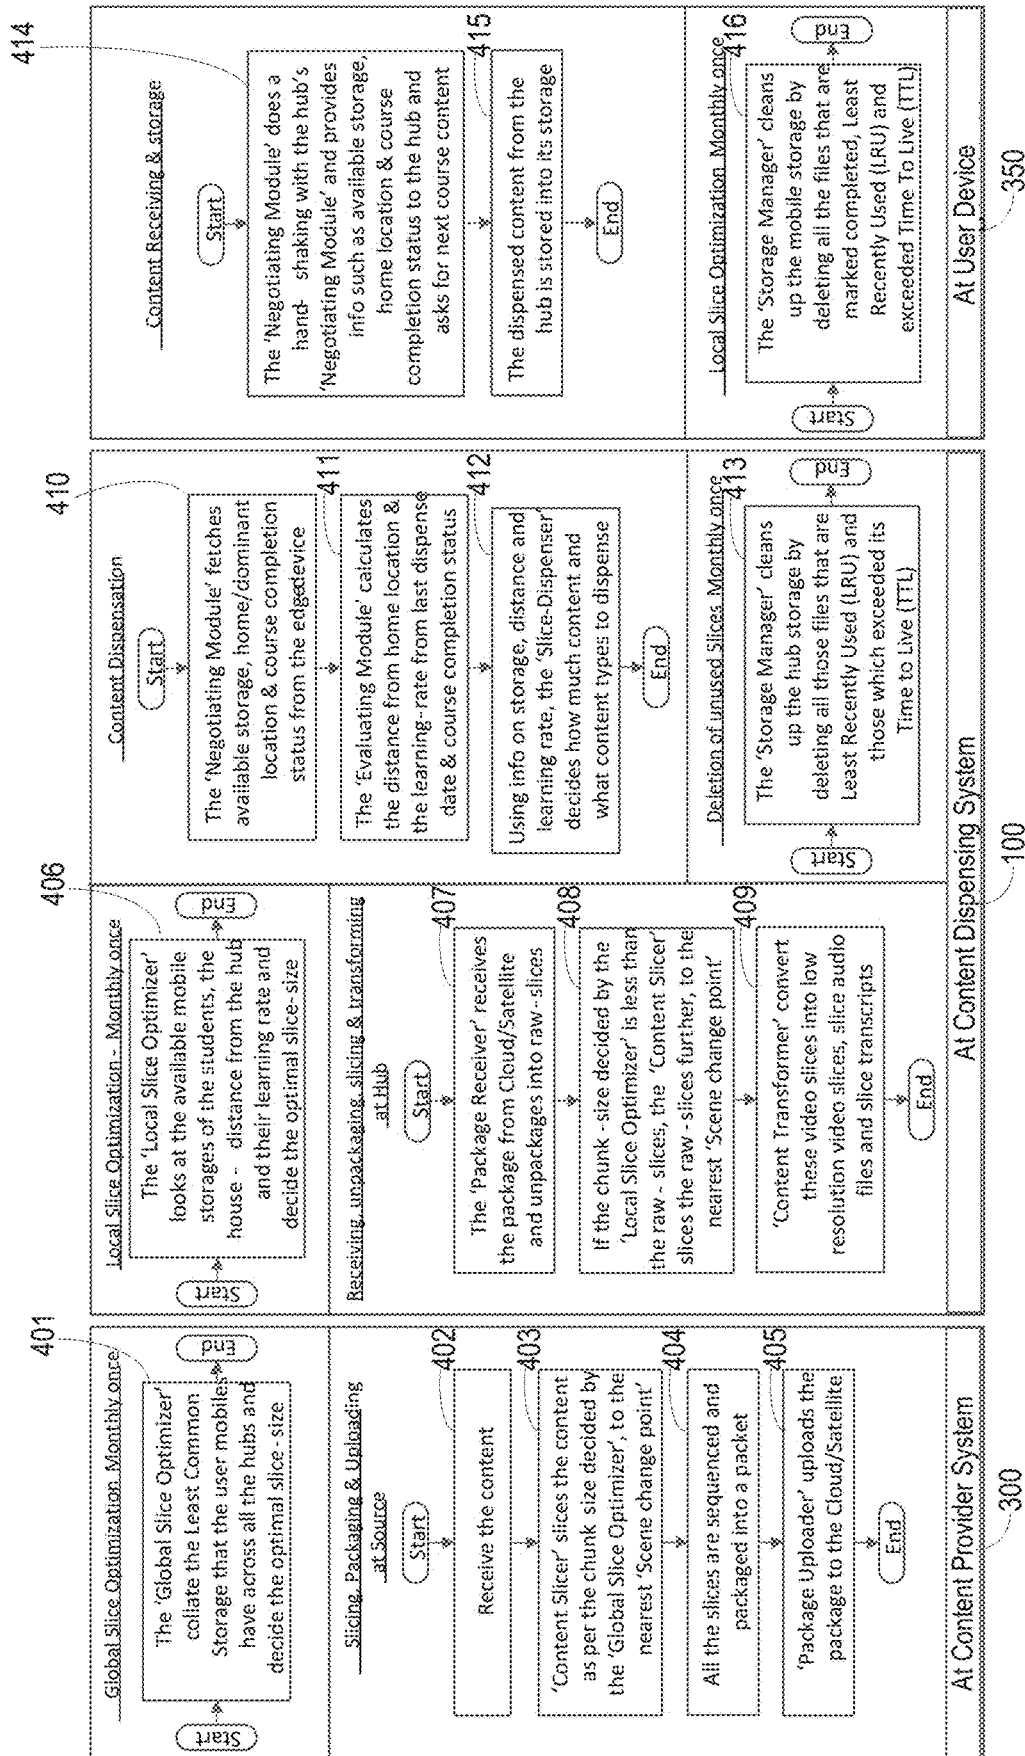 Global Slice Optimization Monthly once
401
Start
The 'Global Slice Optimizer'
collate the Least Common
Storage that the user mobiles
have across all the hubs and
decide the optimal slice-size
End
Slicing, Packaging & Uploading
at Source
Start
402
Receive the content
403
'Content Slicer' slices the content
as per the chunk size decided by
the 'Global Slice Optimizer', to the
nearest 'Scene change point'
404
All the slices are sequenced and
packaged into a packet
405
'Package Uploader' uploads the
package to the Cloud/Satellite
End
At Content Provider System
300
Local Slice Optimization - Monthly once
406
Start
The 'Local Slice Optimizer'
looks at the available mobile
storages of the students, the
house - distance from the hub
and their learning rate and
decide the optimal slice-size
End
Receiving, unpackaging, slicing & transforming
at Hub
Start
407
The 'Package Receiver' receives
the package from Cloud/Satellite
and unpackages into raw-slices
408
If the chunk-size decided by the
'Local Slice Optimizer' is less than
the raw-slices, the 'Content Slicer'
slices the raw-slices further, to the
nearest 'Scene change point'
409
'Content Transformer' convert
these video slices into low
resolution video slices, slice audio
files and slice transcripts
End
Content Dispensation
410
Start
The 'Negotiating Module' fetches
available storage, home/dominant
location & course completion
status from the edgedevice
411
The 'Evaluating Module' calculates
the distance from home location &
the learning-rate from last dispense
date & course completion status
412
Using info on storage, distance and
learning rate, the 'Slice-Dispenser'
decides how much content and
what content types to dispense
End
Deletion of unused Slices Monthly once
413
Start
The 'Storage Manager' cleans
up the hub storage by
deleting all those files that are
Least Recently Used (LRU) and
those which exceeded its
Time to Live (TTL)
End
At Content Dispensing System
100
Content Receiving & storage
414
Start
The 'Negotiating Module' does a
hand- shaking with the hub's
'Negotiating Module' and provides
info such as available storage,
home location & course
completion status to the hub and
asks for next course content
415
The dispensed content from the
hub is stored into its storage
End
Local Slice Optimization Monthly once
416
Start
The 'Storage Manager' cleans
up the mobile storage by
deleting all the files that are
marked completed, Least
Recently Used (LRU) and
exceeded Time To Live (TTL)
End
At User Device
350